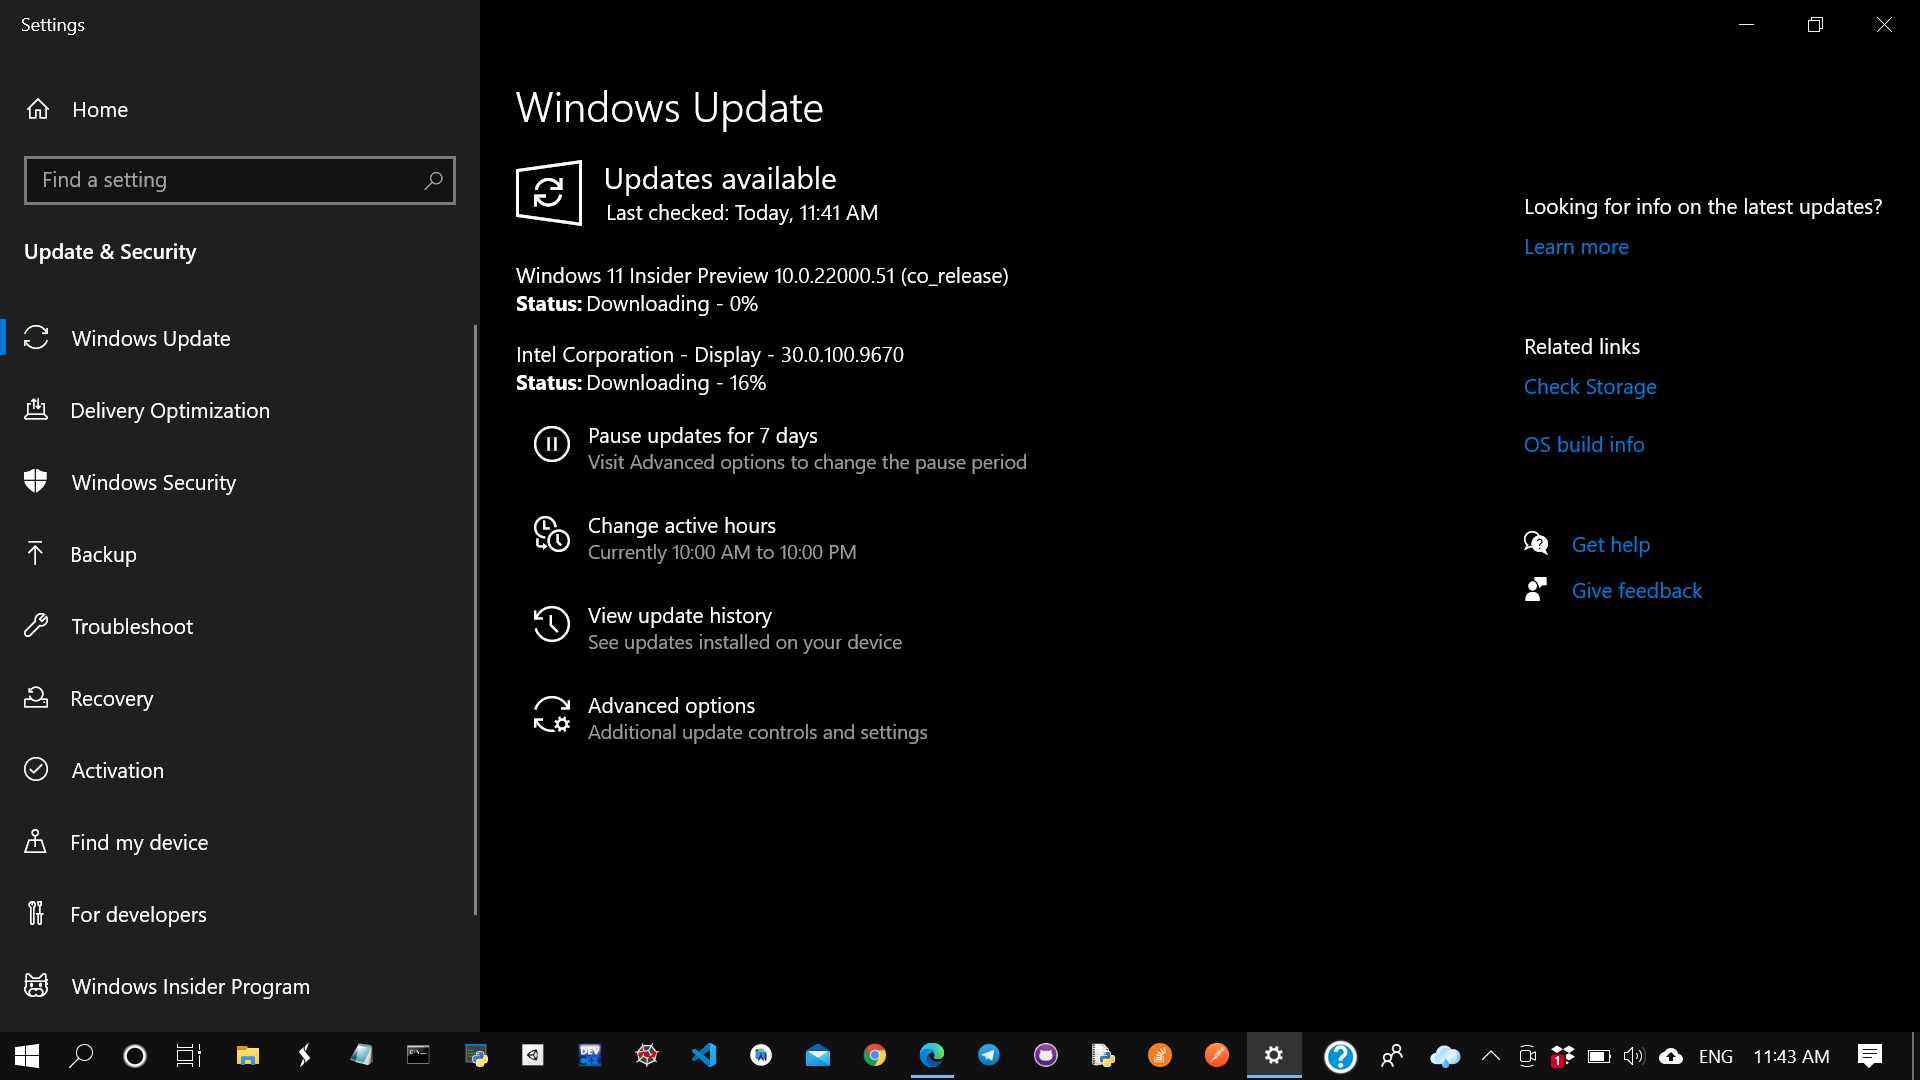 Settings
Home
Find a setting
Update & Security
Windows Update
Delivery Optimization
Windows Security
Backup
Troubleshoot
Recovery
Activation
Find my device
For developers
Windows Insider Program
Windows Update
Updates available
Last checked: Today, 11:41 AM
Windows 11 Insider Preview 10.0.22000.51 (co_release)
Status: Downloading - 0%
Intel Corporation - Display - 30.0.100.9670
Status: Downloading - 16%
Pause updates for 7 days
Visit Advanced options to change the pause period
Change active hours
Currently 10:00 AM to 10:00 PM
View update history
See updates installed on your device
Advanced options
Additional update controls and settings
Looking for info on the latest updates?
Learn more
Related links
Check Storage
OS build info
Get help
Give feedback
DEV
1
ENG
11:43 AM